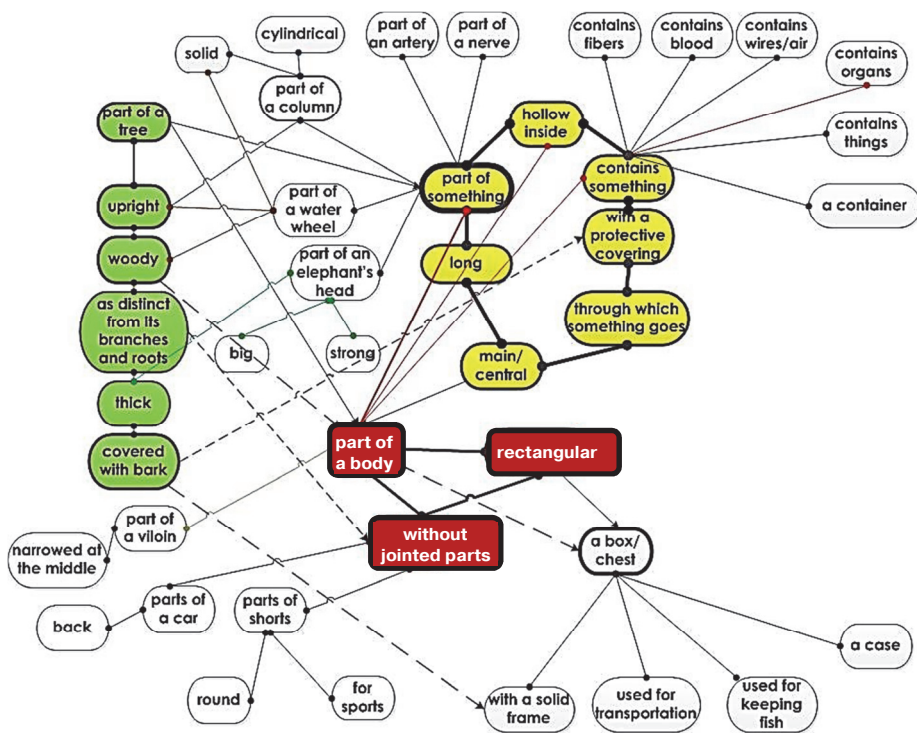 cylindrical
solid
part of
an artery
part of
a nerve
contains
fibers
contains
blood
contains
wires/air
contains
organs
part of
a column
part of a
tree
hollow
inside
contains
things
part of
something
contains
something
upright
part of
a water
wheel
a container
with a
protective
covering
woody
part of an
elephant's
head
long
as distinct
from its
branches
and roots
through which
something goes
big
strong
main/
central
thick
part of
a body
rectangular
covered
with bark
part of
a viloin
without
jointed parts
narrowed at
the middle
a box/
chest
parts of
a car
parts of
shorts
back
a case
round
for
sports
with a solid
frame
used for
transportation
used for
keeping
fish